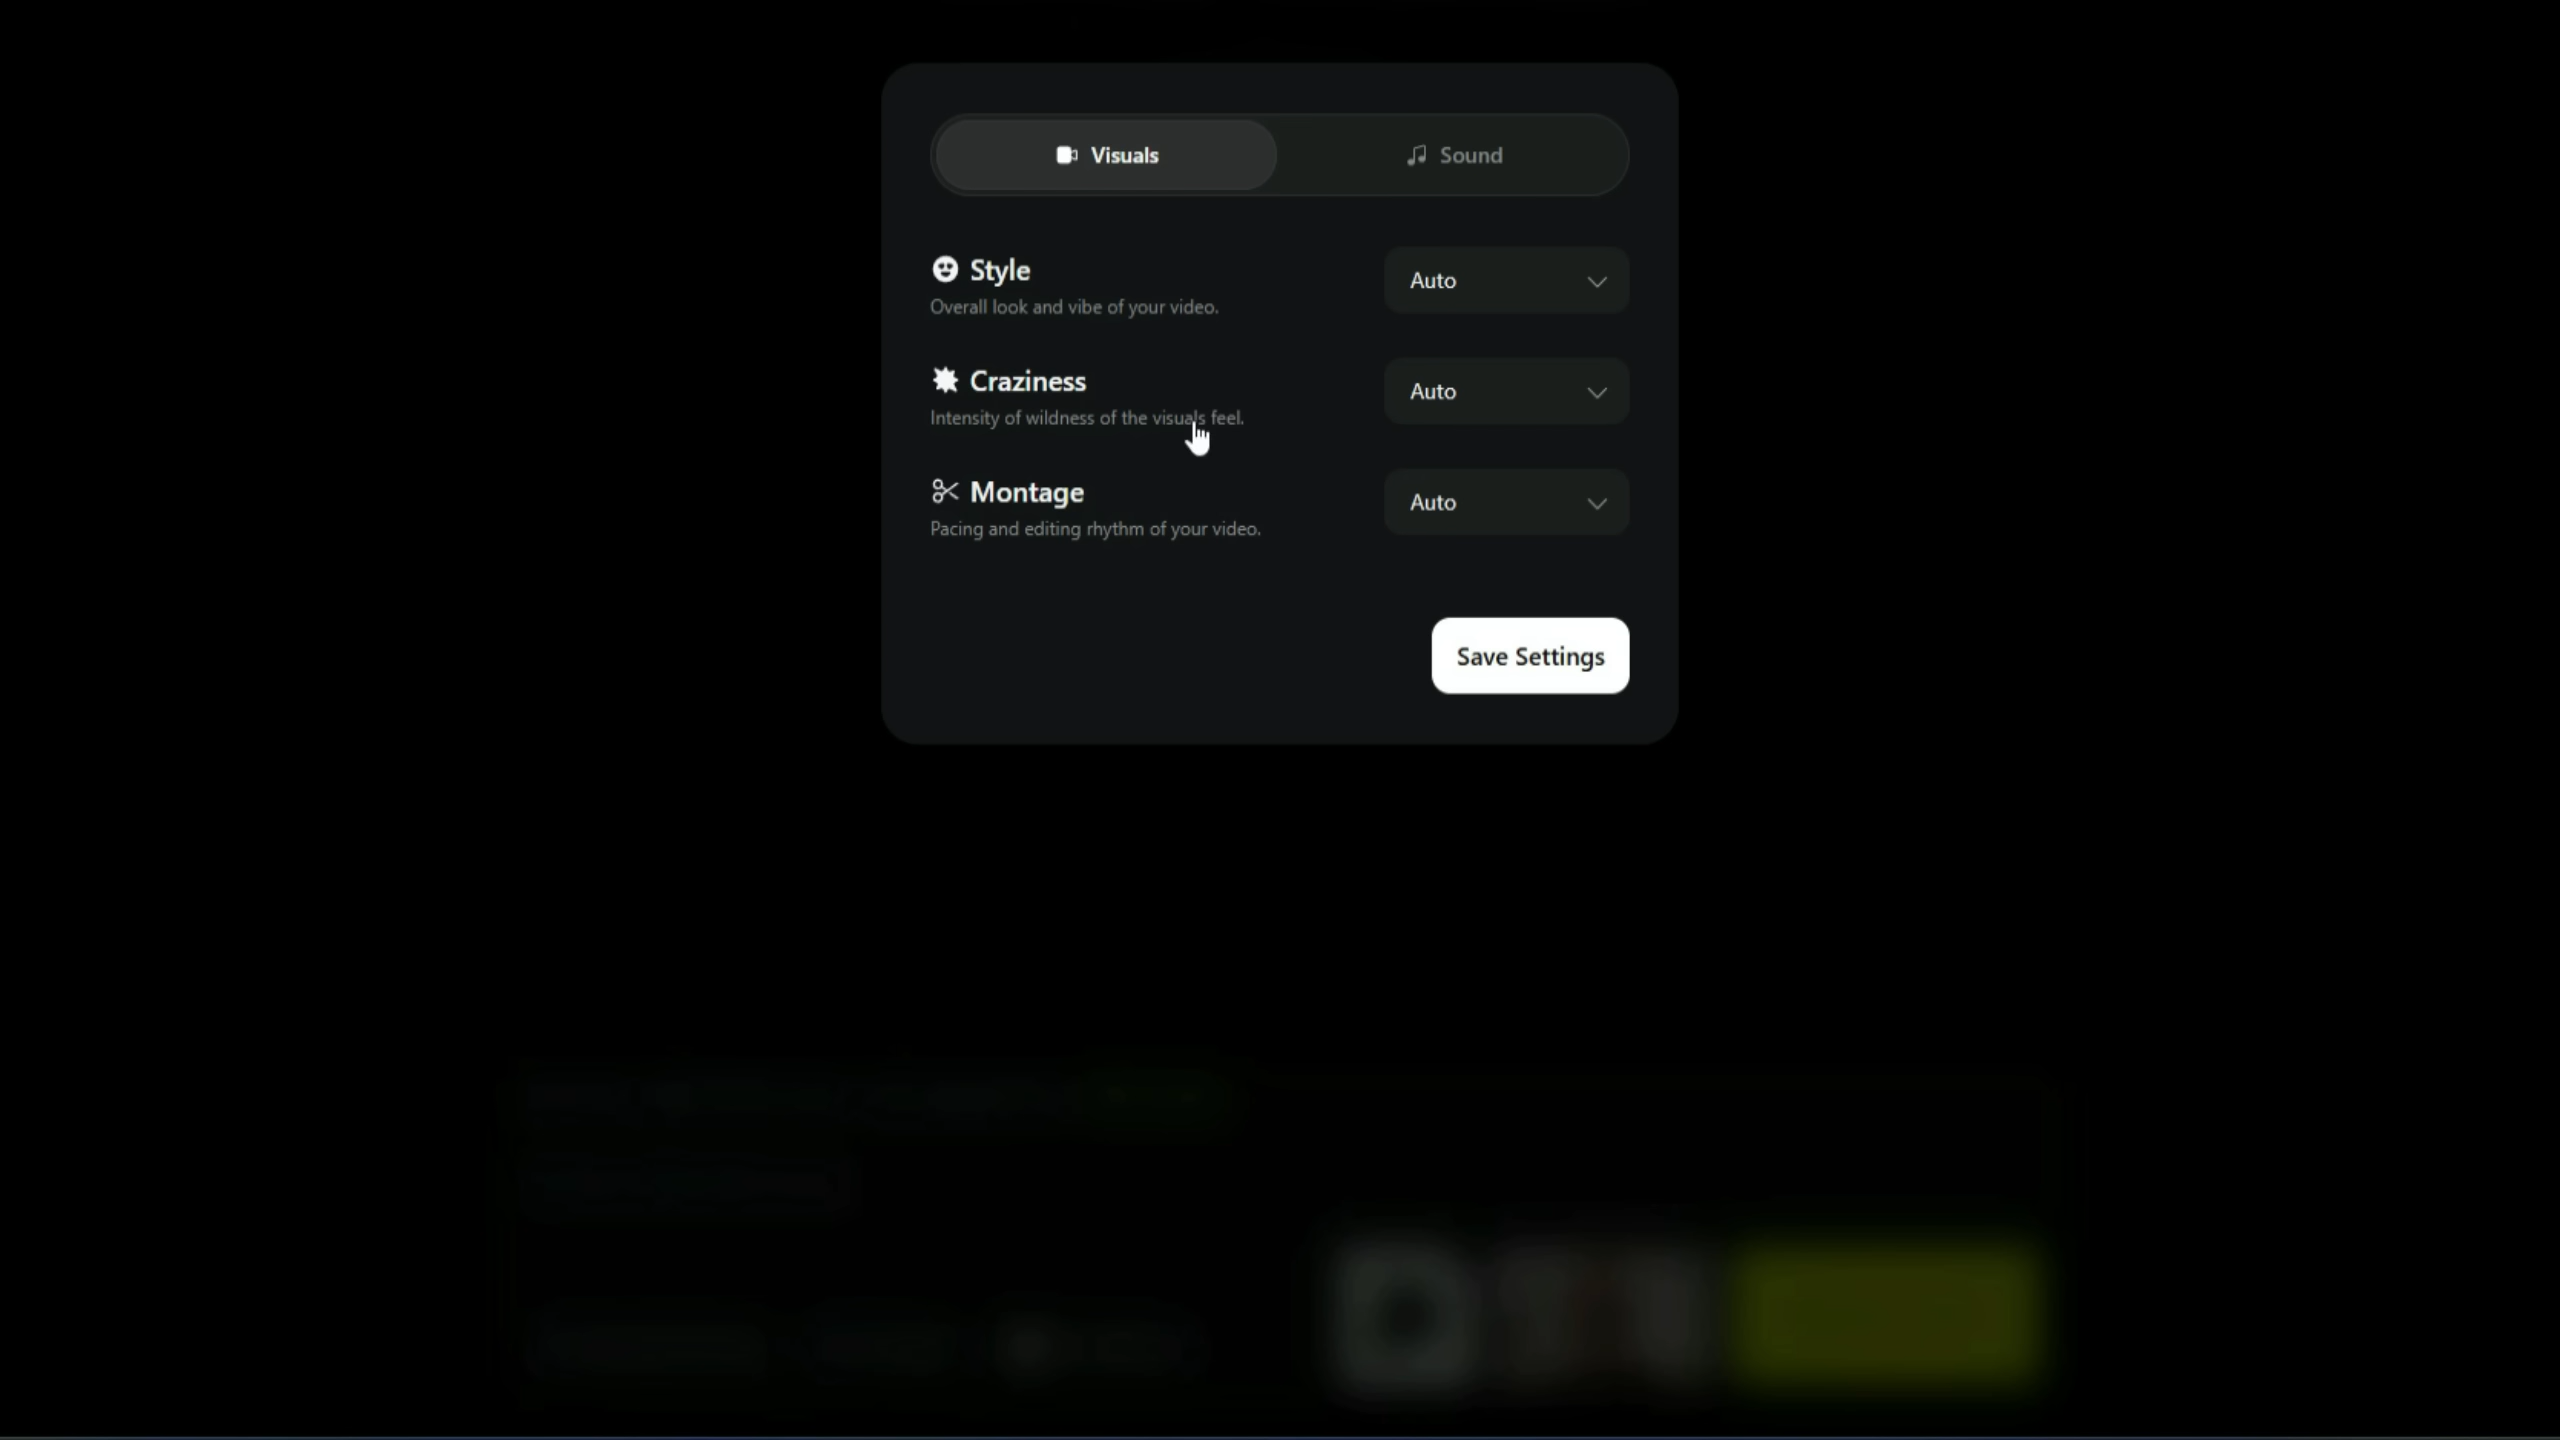 Visuals
Sound
Style
Auto
Overall look and vibe of your video.
Craziness
Auto
Intensity of wildness of the visuals feel.
Montage
Auto
Pacing and editing rhythm of your video.
Save Settings